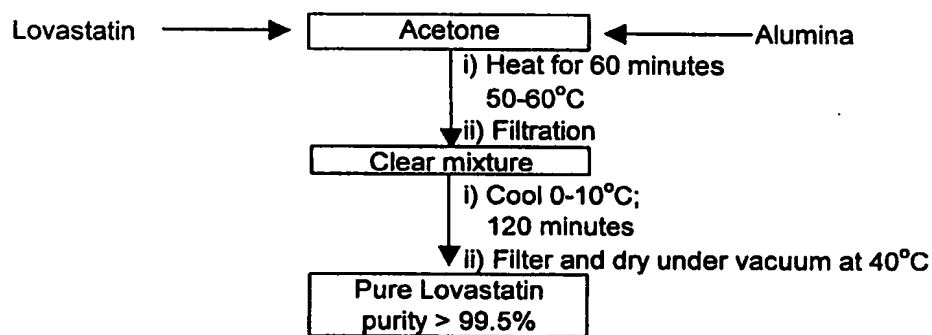 Lovastatin
Acetone
Alumina
i) Heat for 60 minutes
50-60°C
ii) Filtration
Clear mixture
i) Cool 0-10°C;
120 minutes
ii) Filter and dry under vacuum at 40°C
Pure Lovastatin
purity > 99.5%